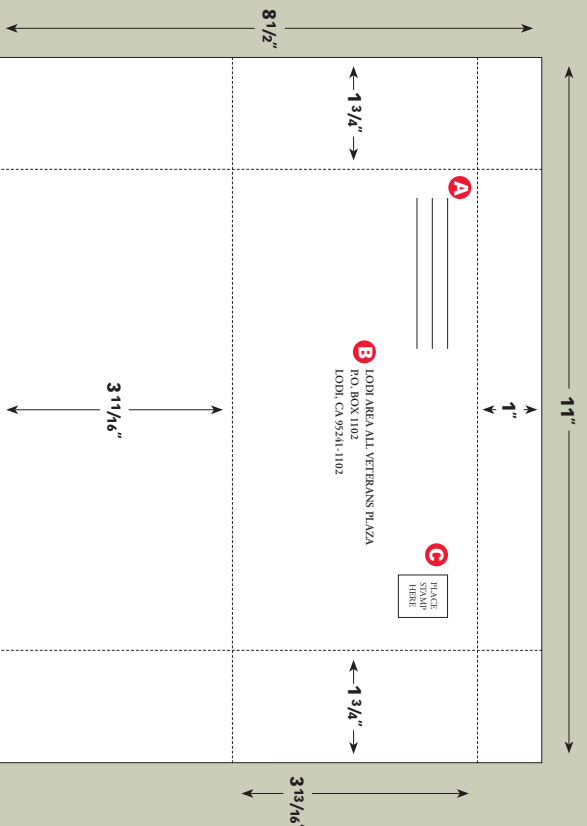 11"
1"
A
C
PLACE
STAMP
HERE
B LODI AREA ALL VETERANS PLAZA
P.O. BOX 1102
LODI, CA 95241-1102
1 3/4"
1 3/4"
3 13/16"
8 1/2"
3 11/16"